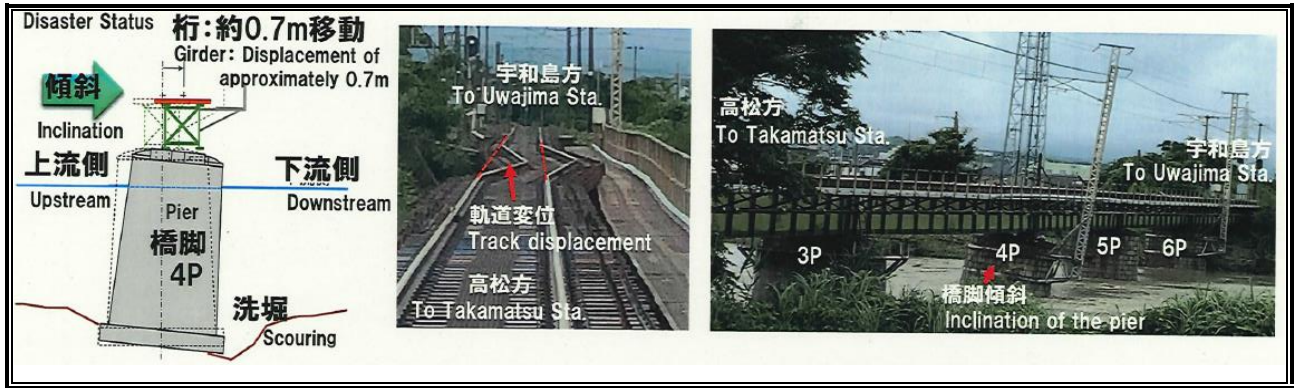 Disaster Status
桁：約0.7m移動
Girder: Displacement of
approximately 0.7m
傾斜
Inclination
上流側
Upstream
下流側
Downstream
Pier
橋脚
4P
洗堀
Scouring
宇和島方
To Uwajima Sta.
軌道変位
Track displacement
高松方
To Takamatsu Sta.
高松方
To Takamatsu Sta.
宇和島方
To Uwajima Sta.
3P
4P
5P
6P
橋脚傾斜
Inclination of the pier